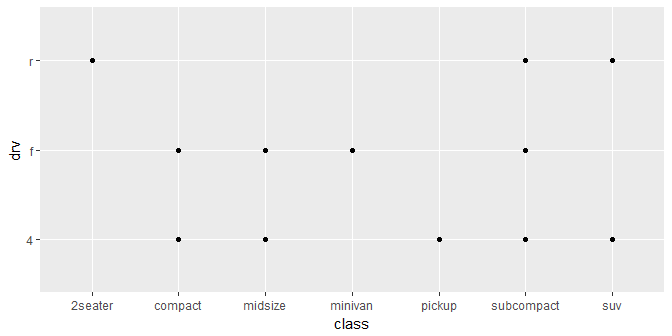 r
f
4
drv
2seater compact midsize minivan pickup subcompact suv
class